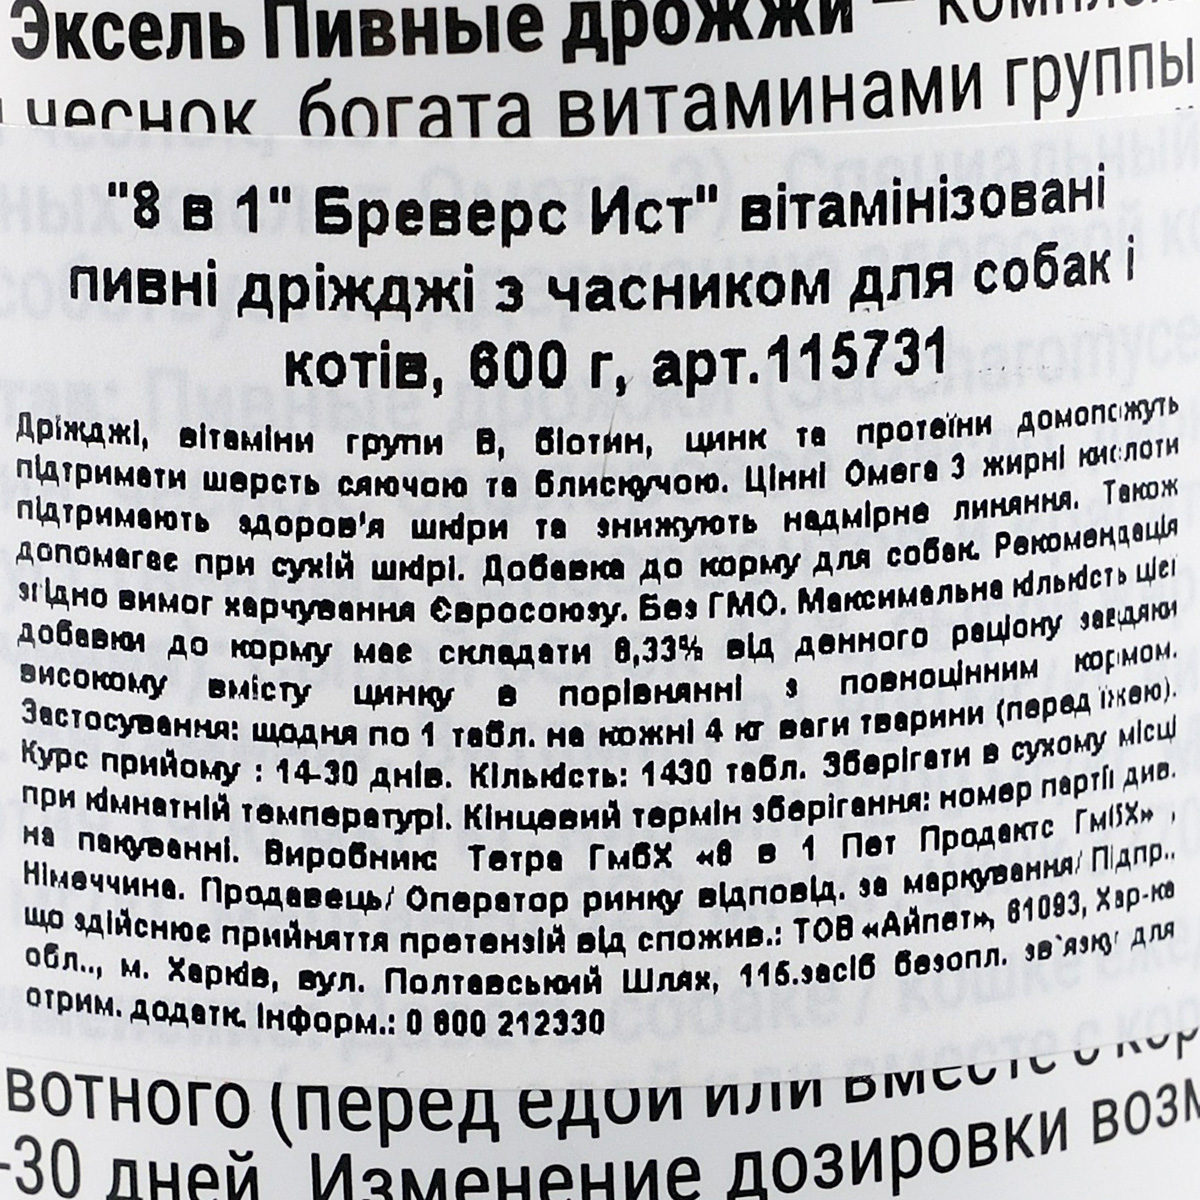 Эксель Пивные дрожжи –
чеснок, богата витаминами группы
"8 в 1" Бреверс Ист" вітамінізовані
пивні дріжджі з часником для собак і
котів, 600 г, арт.115731
Дріжджі, вітаміни групи В, біотин, цинк та протеїни домопожуть
підтримати шерсть сяючою та блискучою. Цінні Омега 3 жирні кислоти
підтримають здоров'я шкіри та знижують надмірне линяння. Також
допомагає при сухій шкірі. Добавка до корму для собак. Рекомендація
згідно вимог харчування Євросоюзу. Без ГМО. Максимальна кількість цієї
добавки до корму має складати 8,33% від денного раціону завдяки
високому вмісту цинку в порівнянні з повноцінним кормом.
Застосування: щодня по 1 табл. на кожні 4 кг ваги тварини (перед їжею).
Курс прийому : 14-30 днів. Кількість: 1430 табл. Зберігати в сухому місці
при кімнатній температурі. Кінцевий термін зберігання: номер партії див.
на пакуванні. Виробник: Тетра ГмбХ «8 в 1 Пет Продактс ГмбХ» ,
Німеччина. Продавець/ Оператор ринку відповід. за маркування/ Підпр.,
що здійснює прийняття претензій від спожив.: ТОВ «Айпет», 61093, Хар-ка
обл.., м. Харків, вул. Полтавський Шлях, 115.засіб безопл. зв`язку для
отрим. додатк. інформ.: 0 800 212330
(перед едой или вместе с
-30 дней. Изменение дозировки